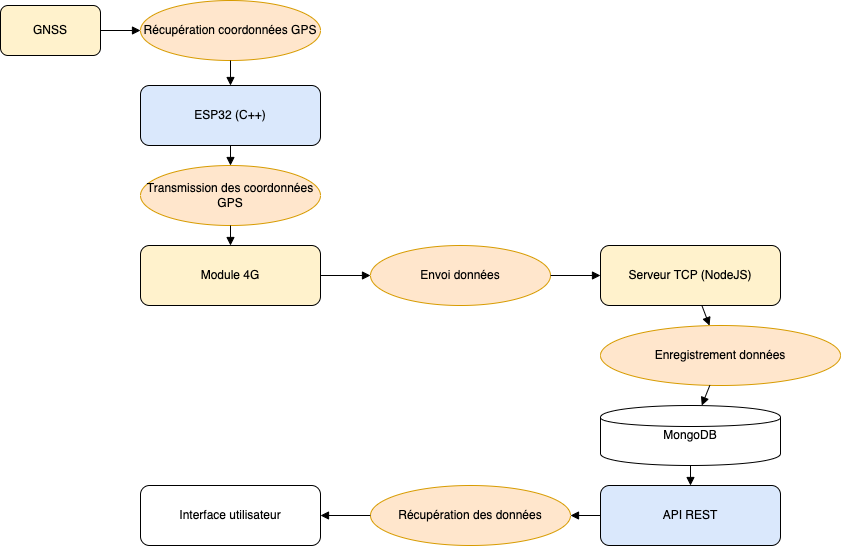 GNSS
Récupération coordonnées GPS
ESP32 (C++)
Transmission des coordonnées
GPS
Module 4G
Envoi données
Serveur TCP (NodeJS)
Enregistrement données
MongoDB
Interface utilisateur
Récupération des données
API REST